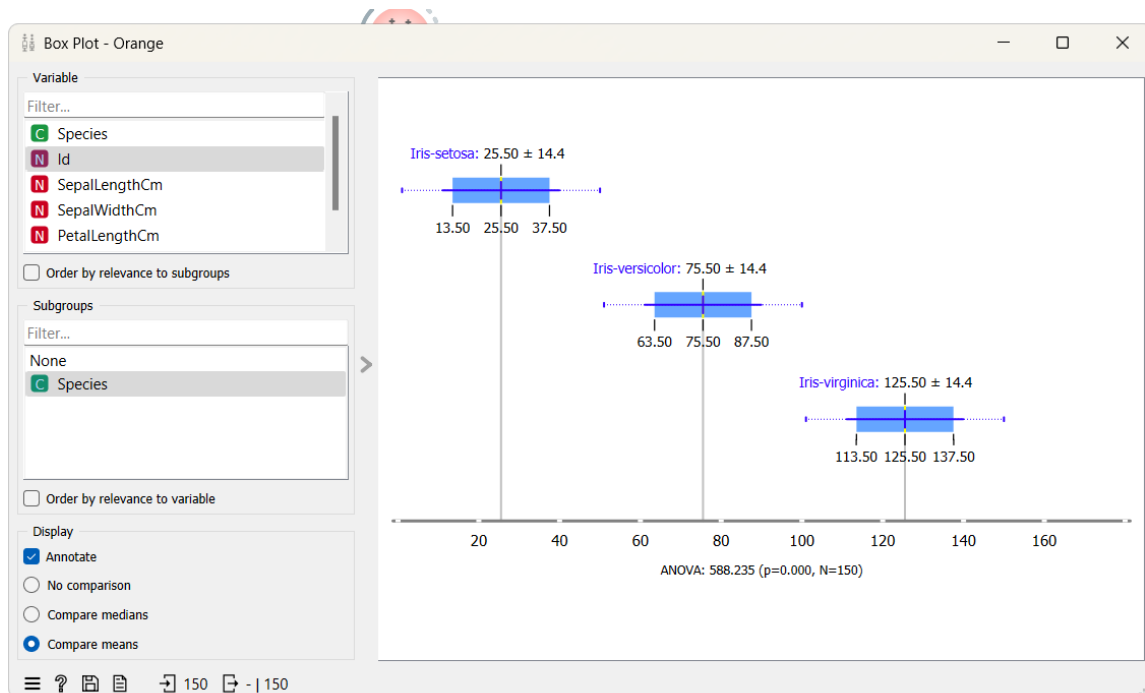 Box Plot - Orange
Variable
Filter...
C Species
N Id
N SepalLengthCm
N SepalWidthCm
N PetalLengthCm
Order by relevance to subgroups
Subgroups
Filter...
None
C Species
Order by relevance to variable
Display
Annotate
No comparison
Compare medians
Compare means
150
- | 150
Iris-setosa: 25.50 ± 14.4
13.50 25.50 37.50
Iris-versicolor: 75.50 ± 14.4
63.50 75.50 87.50
Iris-virginica: 125.50 ± 14.4
113.50 125.50 137.50
20 40 60 80 100 120 140 160
ANOVA: 588.235 (p=0.000, N=150)